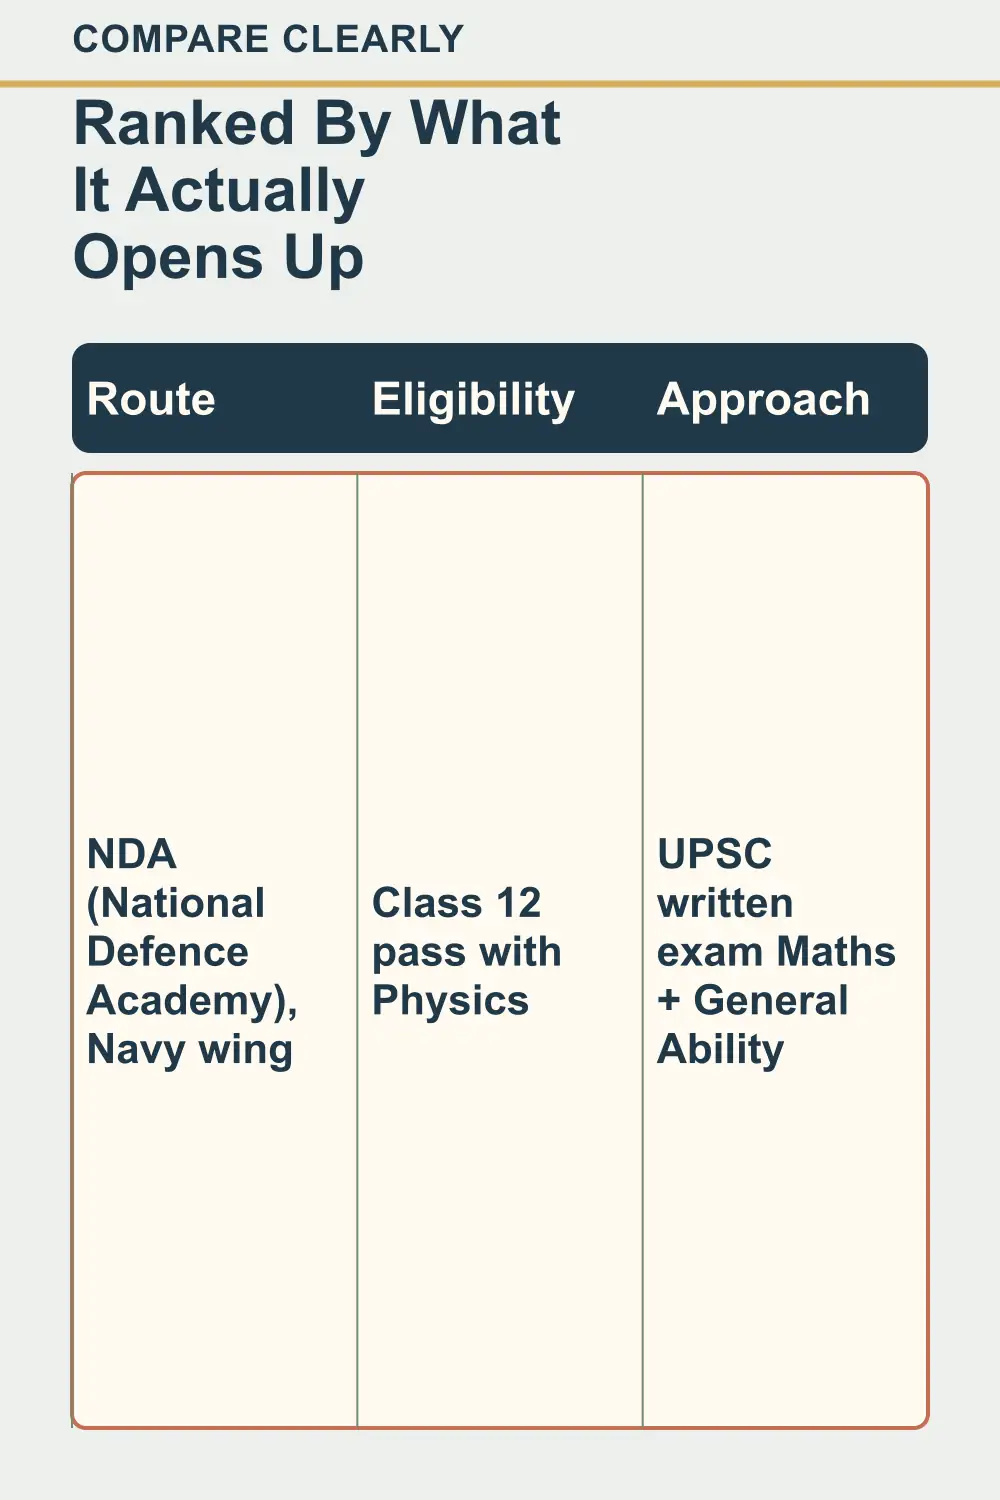 COMPARE CLEARLY
Ranked By What
It Actually
Opens Up
Route
Eligibility
Approach
NDA
(National
Defence
Academy),
Navy wing
Class 12
pass with
Physics
UPSC
written
exam Maths
+ General
Ability